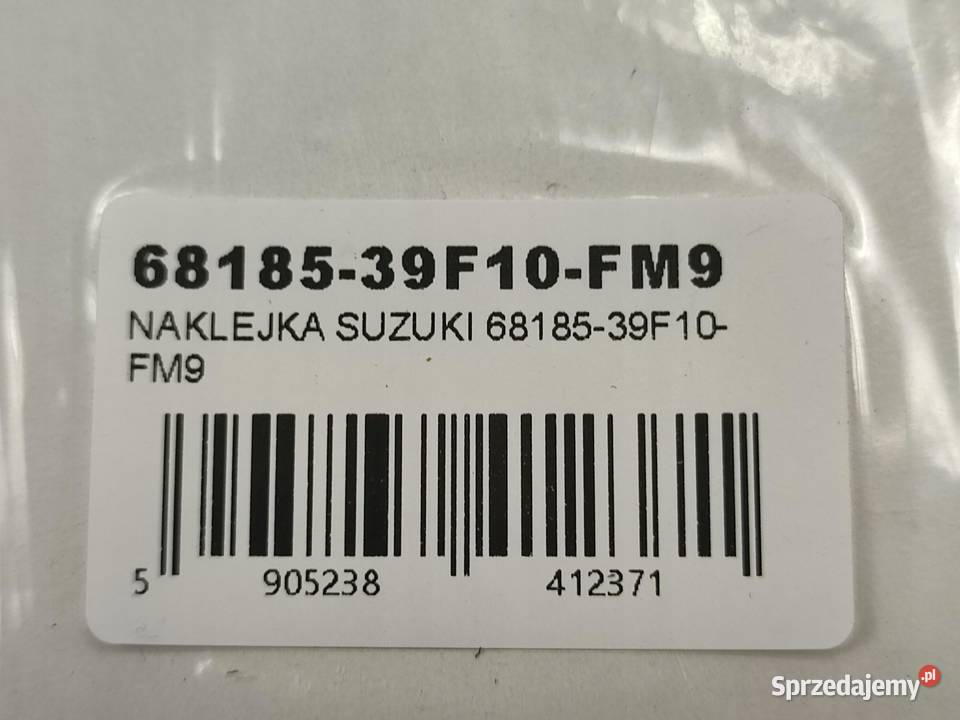 68185-39F10-FM9
NAKLEJKA SUZUKI 68185-39F10-
FM9
5 905238 412371
Sprzedajemy.pl